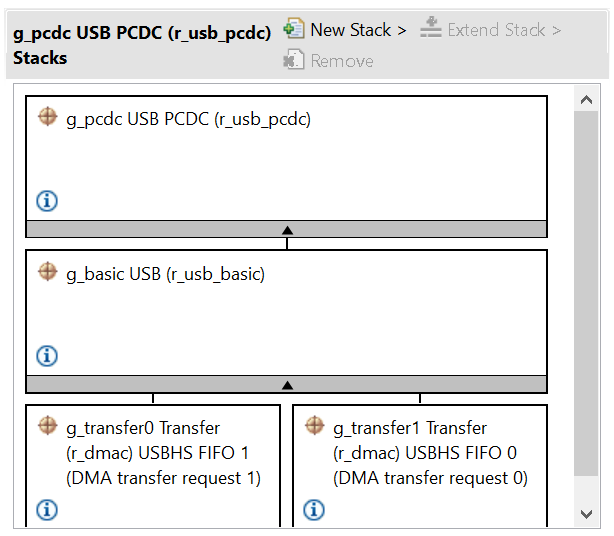 g_pcdc USB PCDC (r_usb_pcdc)
Stacks
New Stack >
Extend Stack >
Remove
g_pcdc USB PCDC (r_usb_pcdc)
g_basic USB (r_usb_basic)
g_transfer0 Transfer
(r_dmac) USBHS FIFO 1
(DMA transfer request 1)
g_transfer1 Transfer
(r_dmac) USBHS FIFO 0
(DMA transfer request 0)